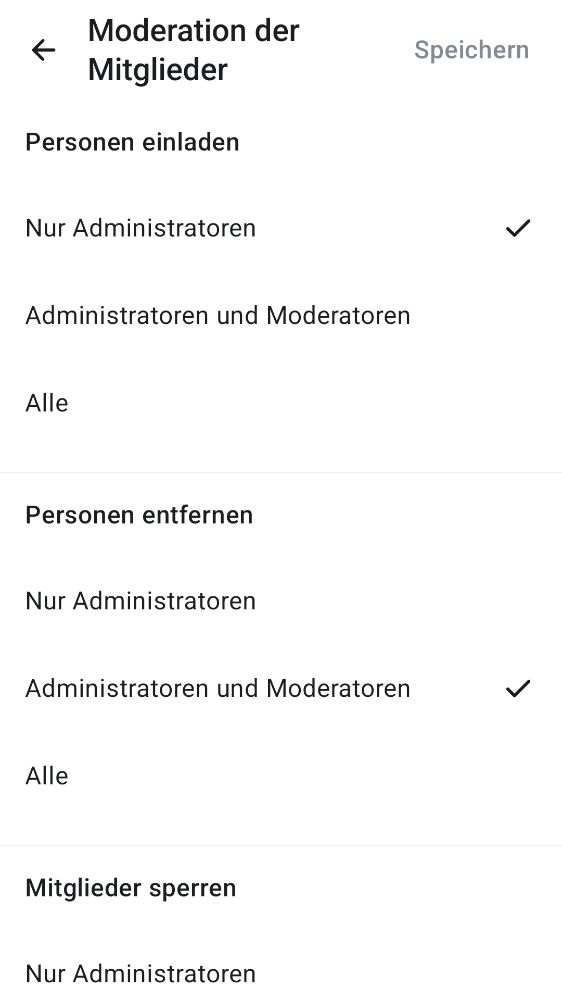 Moderation der
Mitglieder
Speichern
Personen einladen
Nur Administratoren
Administratoren und Moderatoren
Alle
Personen entfernen
Nur Administratoren
Administratoren und Moderatoren
Alle
Mitglieder sperren
Nur Administratoren